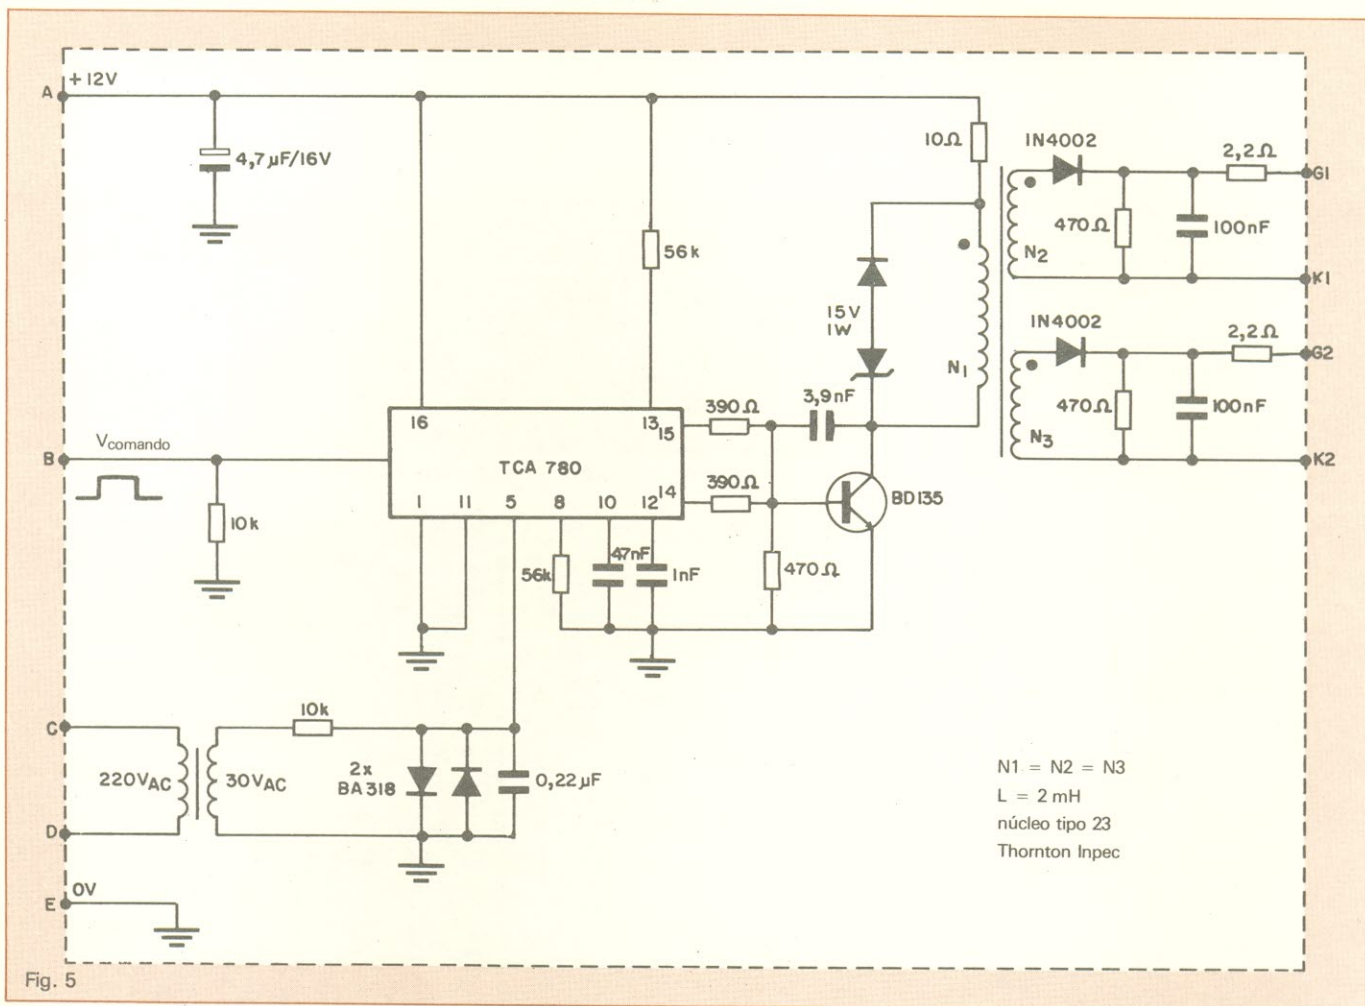 A
+12V
4,7µF/16V
10Ω
1N4002
2,2Ω
G1
470Ω
100nF
N2
K1
56k
15V
1W
1N4002
2,2Ω
G2
N1
470Ω
100nF
N3
K2
390Ω
3,9nF
16
13
15
TCA 780
Vcomando
B
390Ω
BD135
1
11
5
8
10
12
14
10k
56k
47nF
1nF
470Ω
C
10k
220VAC
30VAC
2x
BA318
0,22µF
D
N1 = N2 = N3
L = 2 mH
núcleo tipo 23
Thornton Inpec
E
0V
Fig. 5